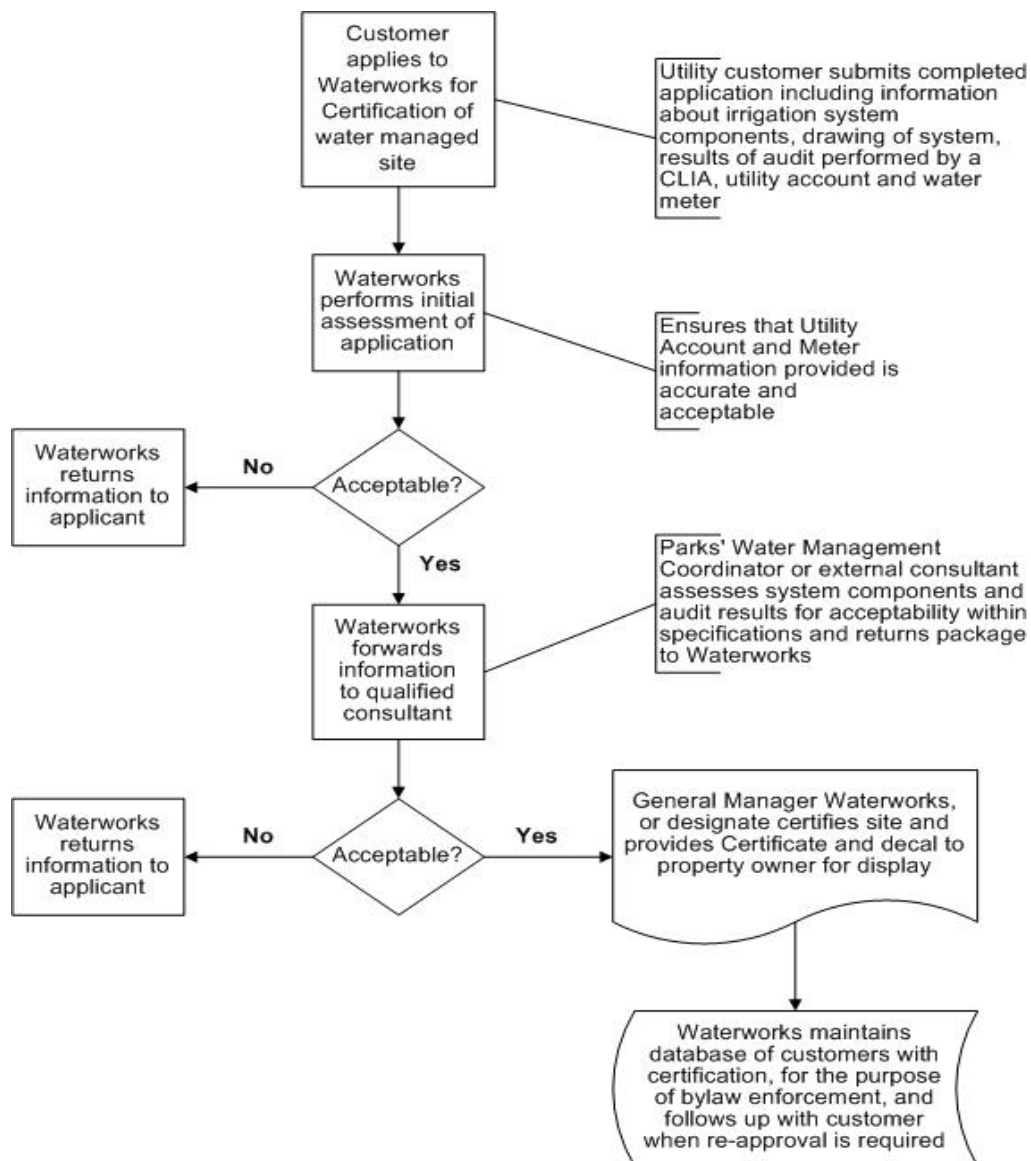 Customer
applies to
Waterworks for
Certification of
water managed
site
Utility customer submits completed
application including information
about irrigation system
components, drawing of system,
results of audit performed by a
CLIA, utility account and water
meter
Waterworks
performs initial
assessment of
application
Ensures that Utility
Account and Meter
information provided is
accurate and
acceptable
Waterworks
returns
information to
applicant
No
Acceptable?
Yes
Parks' Water Management
Coordinator or external consultant
assesses system components and
audit results for acceptability within
specifications and returns package
to Waterworks
Waterworks
forwards
information
to qualified
consultant
Waterworks
returns
information to
applicant
No
Acceptable?
Yes
General Manager Waterworks,
or designate certifies site and
provides Certificate and decal to
property owner for display
Waterworks maintains
database of customers with
certification, for the purpose
of bylaw enforcement, and
follows up with customer
when re-approval is required